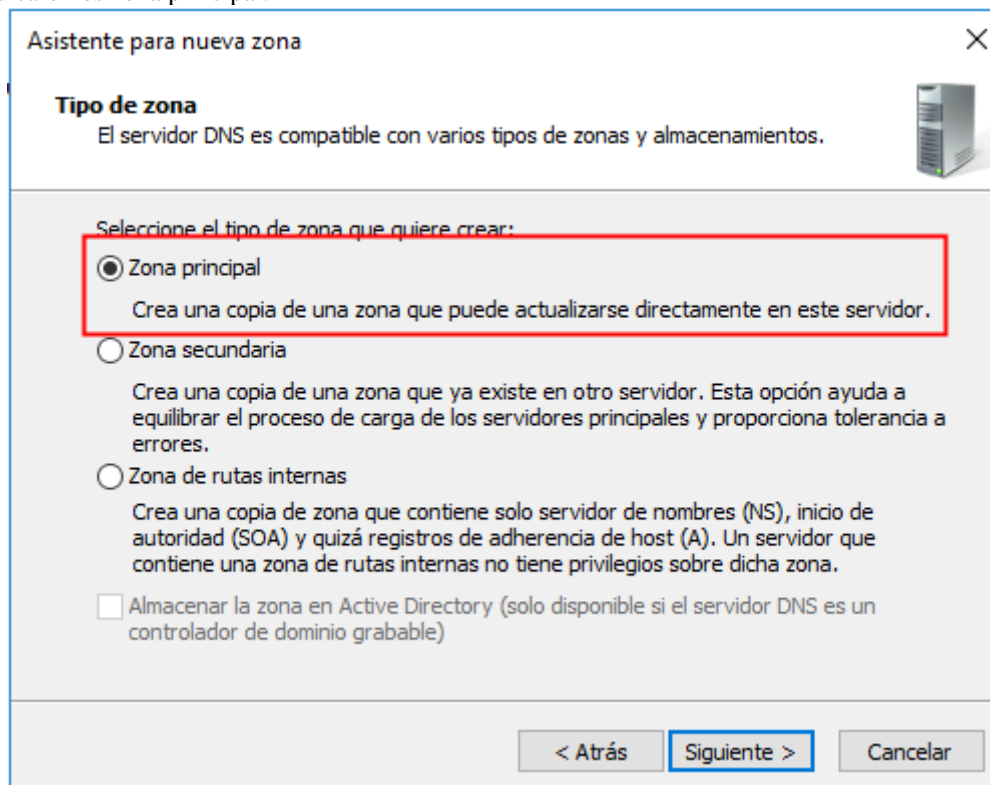 Asistente para nueva zona
Tipo de zona
El servidor DNS es compatible con varios tipos de zonas y almacenamientos.
Seleccione el tipo de zona que quiere crear:
Zona principal
Crea una copia de una zona que puede actualizarse directamente en este servidor.
Zona secundaria
Crea una copia de una zona que ya existe en otro servidor. Esta opción ayuda a
equilibrar el proceso de carga de los servidores principales y proporciona tolerancia a
errores.
Zona de rutas internas
Crea una copia de zona que contiene solo servidor de nombres (NS), inicio de
autoridad (SOA) y quizá registros de adherencia de host (A). Un servidor que
contiene una zona de rutas internas no tiene privilegios sobre dicha zona.
Almacenar la zona en Active Directory (solo disponible si el servidor DNS es un
controlador de dominio grabable)
< Atrás Siguiente > Cancelar